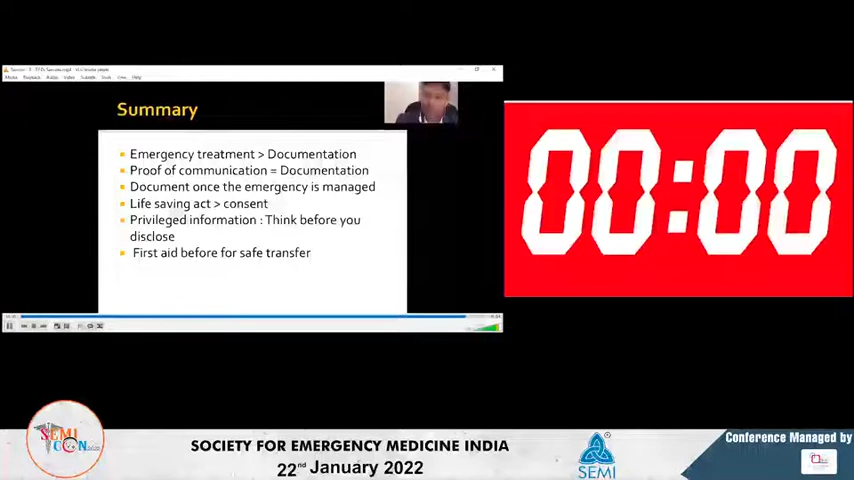 Summary
Emergency treatment > Documentation
Proof of communication = Documentation
Document once the emergency is managed
Life saving act > consent
Privileged information : Think before you
disclose
First aid before for safe transfer
00:00
SEMI
CON
SOCIETY FOR EMERGENCY MEDICINE INDIA
22nd January 2022
SEMI
Conference Managed by